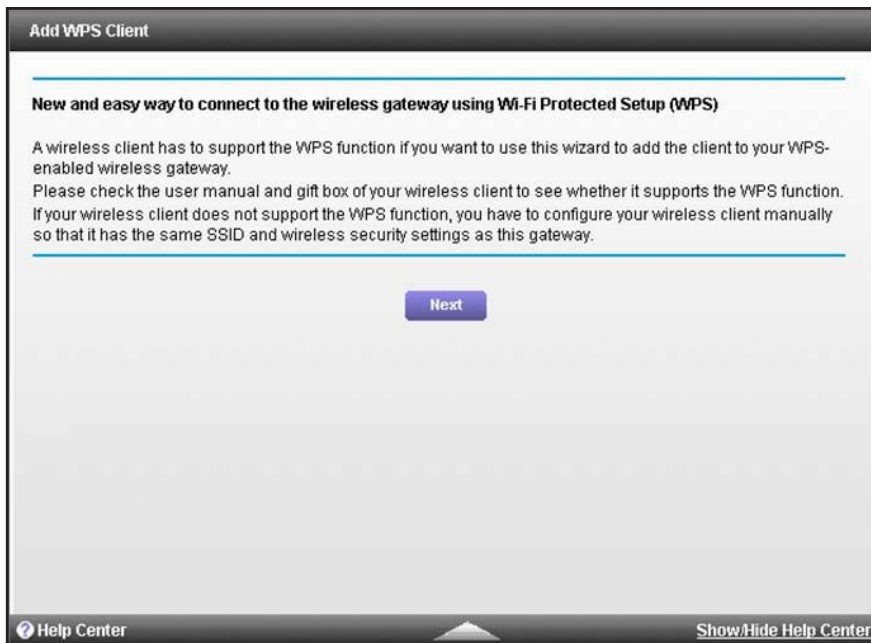 Add WPS Client
New and easy way to connect to the wireless gateway using Wi-Fi Protected Setup (WPS)
A wireless client has to support the WPS function if you want to use this wizard to add the client to your WPS-
enabled wireless gateway.
Please check the user manual and gift box of your wireless client to see whether it supports the WPS function.
If your wireless client does not support the WPS function, you have to configure your wireless client manually
so that it has the same SSID and wireless security settings as this gateway.
Next
Help Center
Show/Hide Help Center